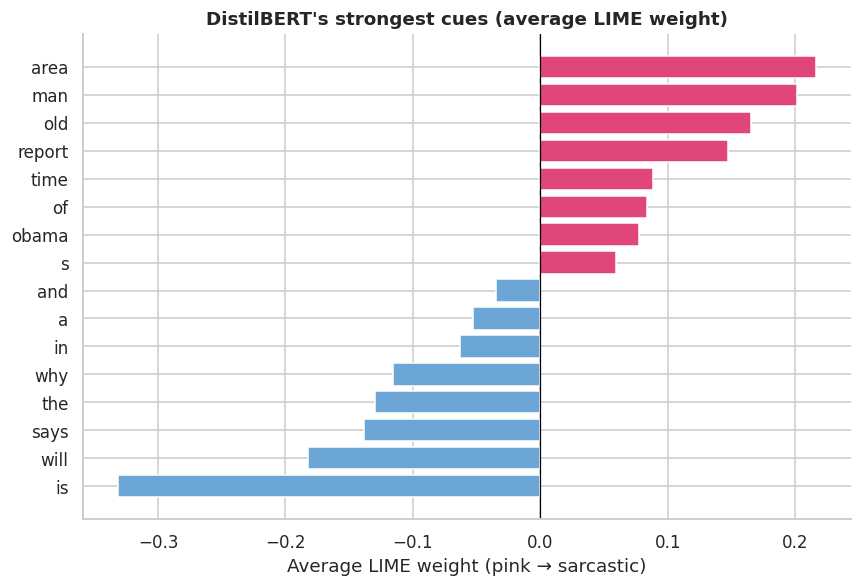 DistilBERT's strongest cues (average LIME weight)
area
man
old
report
time
of
obama
s
and
a
in
why
the
says
will
is
−0.3 −0.2 −0.1 0.0 0.1 0.2
Average LIME weight (pink → sarcastic)